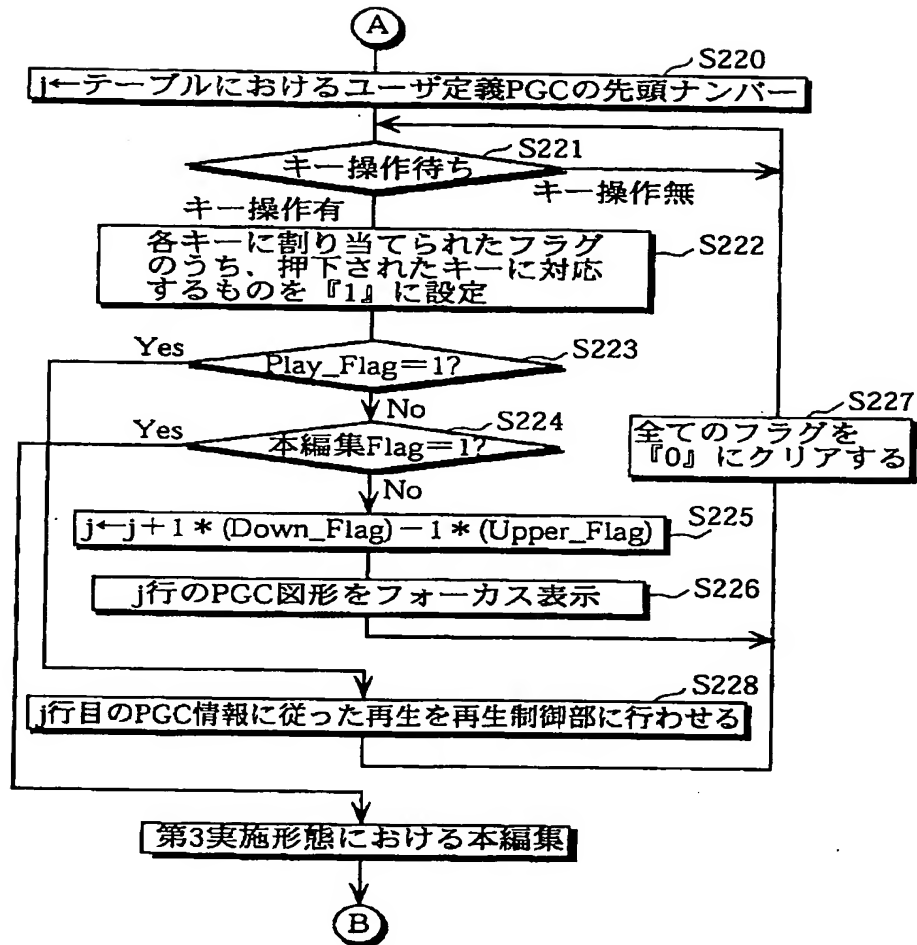 A
S220
j←テーブルにおけるユーザ定義PGCの先頭ナンバー
S221
キー操作待ち
キー操作無
キー操作有
S222
各キーに割り当てられたフラグ
のうち、押下されたキーに対応
するものを『1』に設定
Yes
S223
Play_Flag＝1?
No
S224
Yes
本編集Flag＝1?
S227
全てのフラグを
『0』にクリアする
No
S225
j←j＋1＊(Down_Flag)－1＊(Upper_Flag)
S226
j行のPGC図形をフォーカス表示
S228
j行目のPGC情報に従った再生を再生制御部に行わせる
第3実施形態における本編集
B